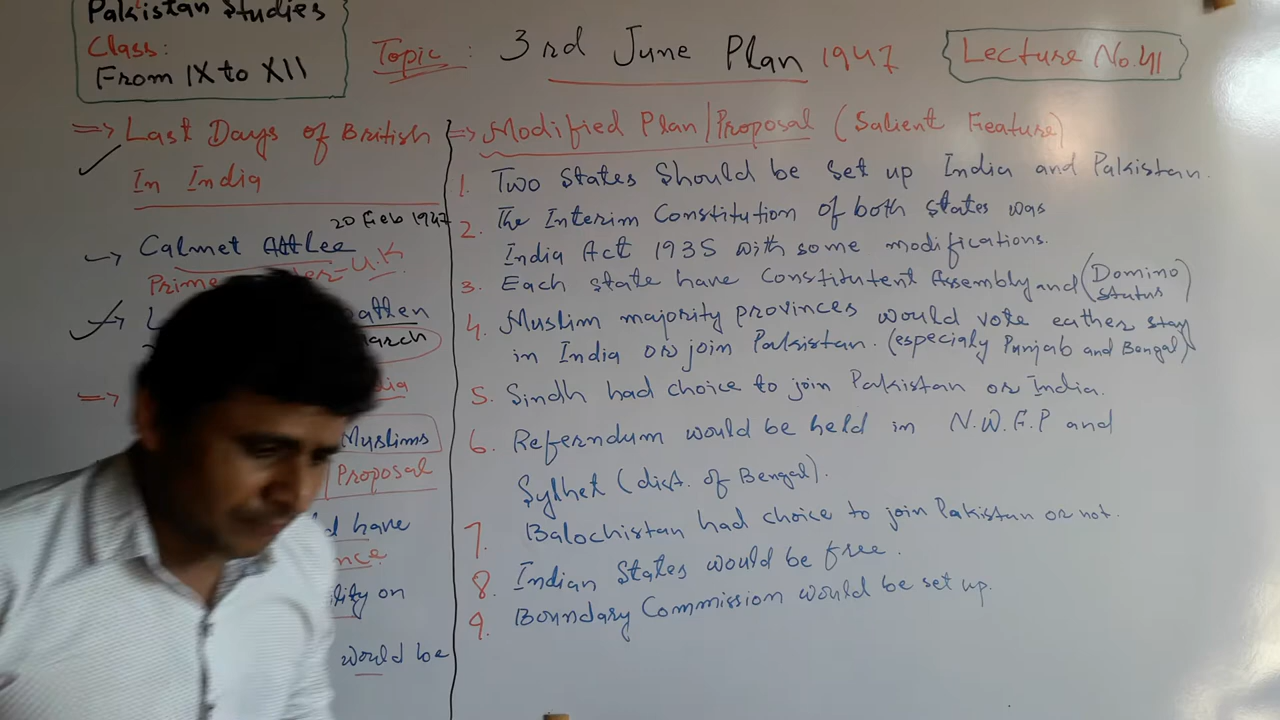 Pakistan Studies
Class:
From IX to XII
Topic : 3rd June Plan 1947
Lecture No.41
=> Last Days of British
In India
20 Feb 1947
→ Calmet Attlee
Prime
U.K
=>
Muslims
Proposal
have
would be
=> Modified Plan/Proposal (Salient Feature)
1. Two States Should be set up India and Pakistan.
2. The Interim Constitution of both states was
India Act 1935 with some modifications.
3. Each state have Constitutent Assembly and (Domino status)
4. Muslim majority provinces would vote eather stay
in India or join Pakistan. (especialy Punjab and Bengal)
5. Sindh had choice to join Pakistan or India.
6. Referndum would be held in N.W.F.P and
Sylhet (dist. of Bengal).
7. Balochistan had choice to join Pakistan or not.
8. Indian States would be free.
9. Boundary Commission would be set up.